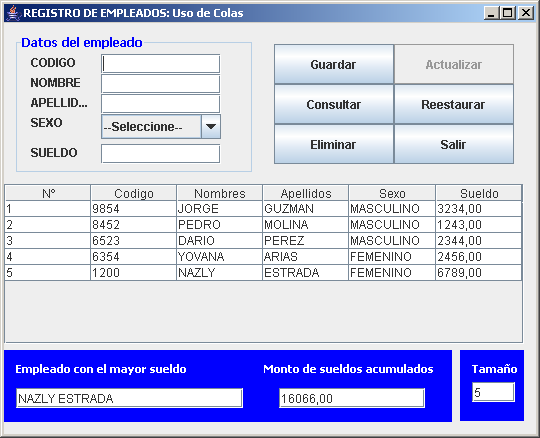 REGISTRO DE EMPLEADOS: Uso de Colas
Datos del empleado
CODIGO
NOMBRE
APELLID...
SEXO --Seleccione--
SUELDO
Guardar Actualizar
Consultar Reestaurar
Eliminar Salir
Nº Codigo Nombres Apellidos Sexo Sueldo
1 9854 JORGE GUZMAN MASCULINO 3234,00
2 8452 PEDRO MOLINA MASCULINO 1243,00
3 6523 DARIO PEREZ MASCULINO 2344,00
4 6354 YOVANA ARIAS FEMENINO 2456,00
5 1200 NAZLY ESTRADA FEMENINO 6789,00
Empleado con el mayor sueldo Monto de sueldos acumulados Tamaño
NAZLY ESTRADA 16066,00 5